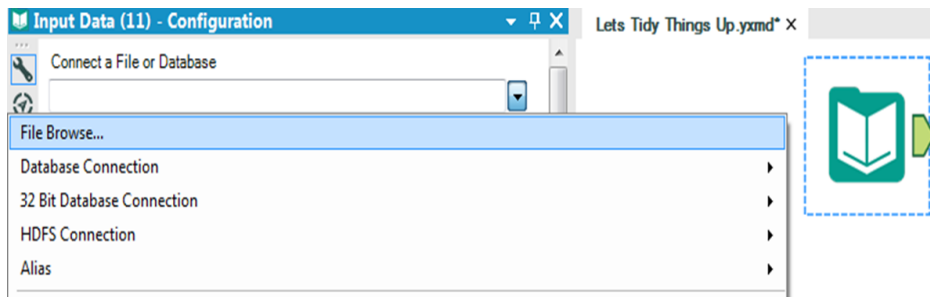 Input Data (11) - Configuration
Lets Tidy Things Up.yxmd*
Connect a File or Database
File Browse...
Database Connection
32 Bit Database Connection
HDFS Connection
Alias